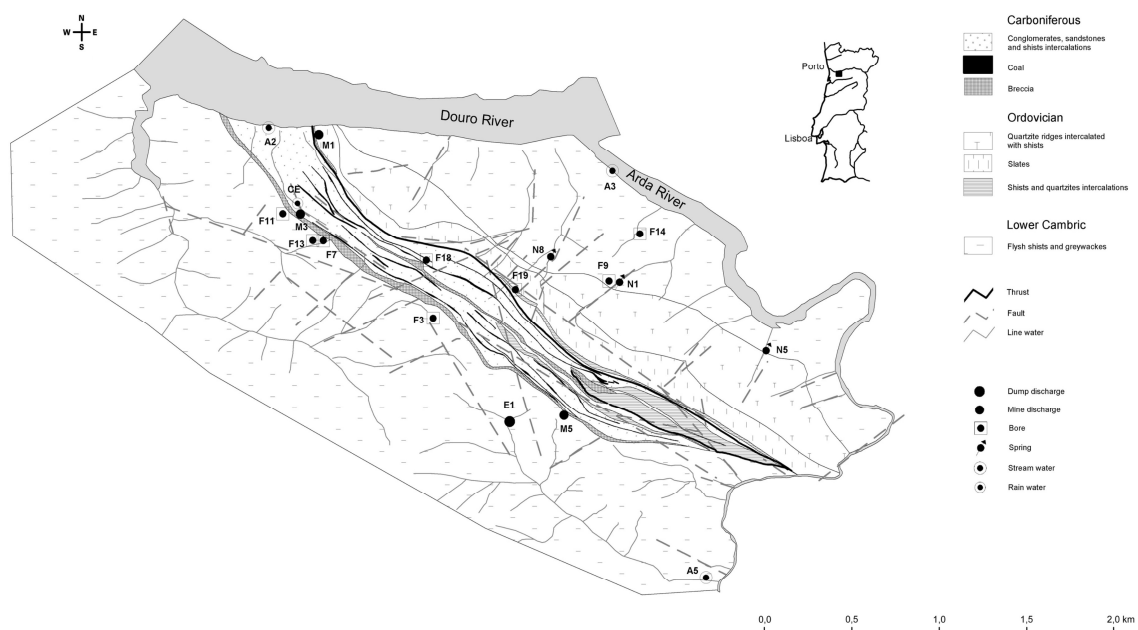 N
W E
S
Douro River
Arda River
A2
M1
A3
CE
F11
M3
F14
F13
F7
N8
F18
F9
N1
F19
F3
N5
E1
M5
A5
Porto
Lisboa
Carboniferous
Conglomerates, sandstones
and shists intercalations
Coal
Breccia
Ordovician
Quartzite ridges intercalated
with shists
Slates
Shists and quartzites intercalations
Lower Cambric
Flysh shists and greywackes
Thrust
Fault
Line water
Dump discharge
Mine discharge
Bore
Spring
Stream water
Rain water
0,0 0,5 1,0 1,5 2,0 km